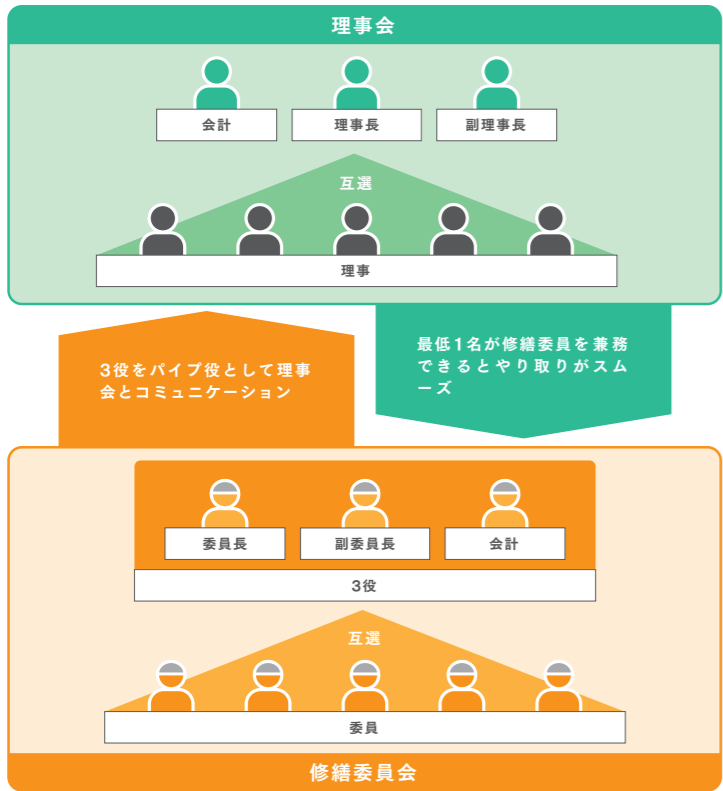 理事会
会計
理事長
副理事長
互選
理事
3役をパイプ役として理事
会とコミュニケーション
最低1名が修繕委員を兼務
できるとやり取りがスム
ーズ
委員長
副委員長
会計
3役
互選
委員
修繕委員会